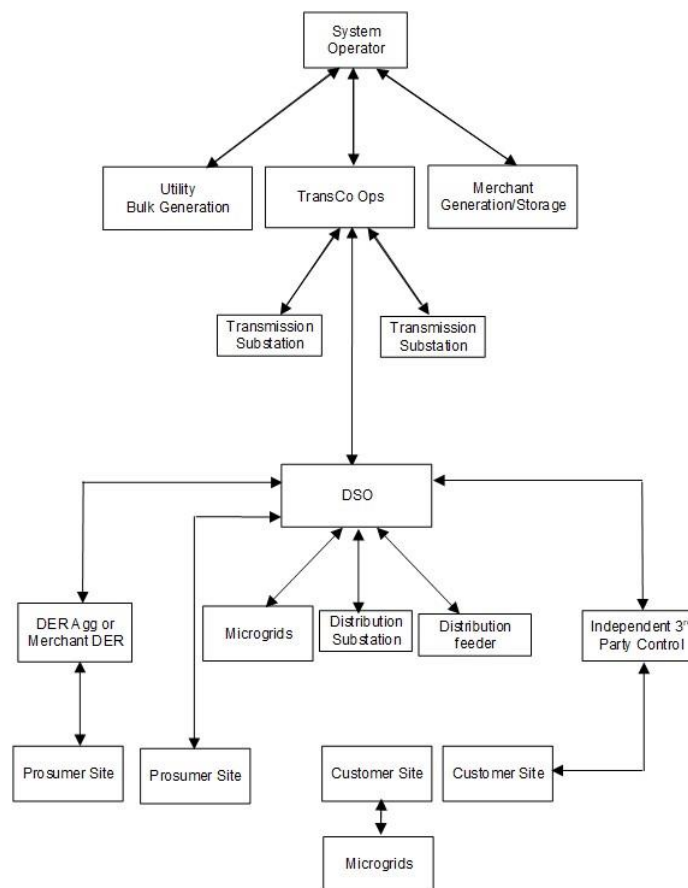 System
Operator
Utility
Bulk Generation
TransCo Ops
Merchant
Generation/Storage
Transmission
Substation
Transmission
Substation
DSO
DER Agg or
Merchant DER
Microgrids
Distribution
Substation
Distribution
feeder
Independent 3r
Party Control
Prosumer Site
Prosumer Site
Customer Site
Customer Site
Microgrids